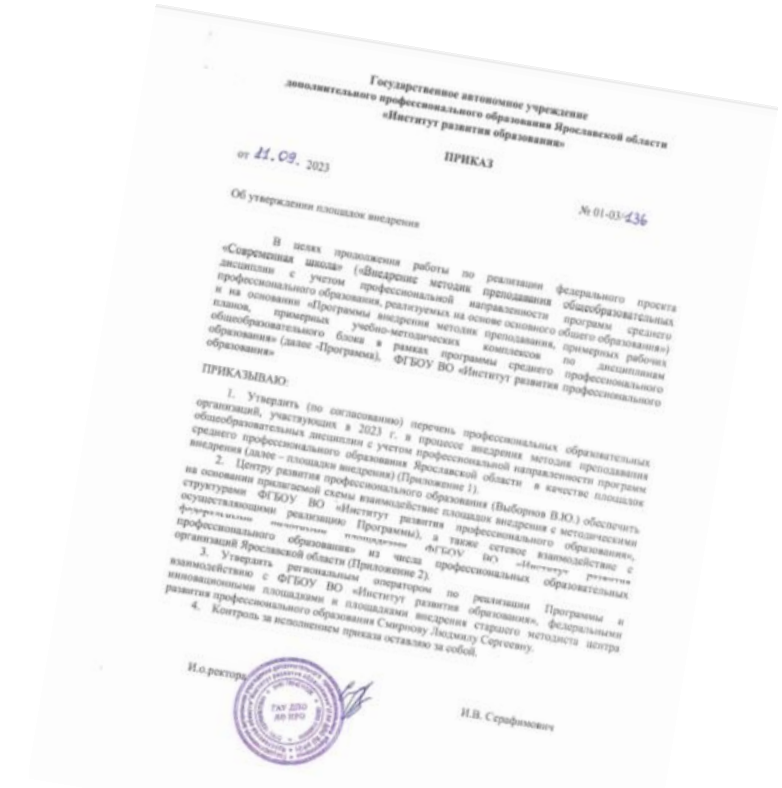 Государственное автономное учреждение
дополнительного профессионального образования Ярославской области
«Институт развития образования»
ПРИКАЗ
от 11.09. 2023
№ 01-03/136
Об утверждении площадок внедрения
В целях продолжения работы по реализации федерального проекта
«Современная школа» («Внедрение методик преподавания общеобразовательных
дисциплин с учетом профессиональной направленности программ среднего
профессионального образования, реализуемых на основе основного общего образования»)
и на основании «Программы внедрения методик преподавания, примерных рабочих
планов, примерных учебно-методических комплексов по дисциплинам
общеобразовательного блока в рамках программы среднего профессионального
образования» (далее -Программа), ФГБОУ ВО «Институт развития профессионального
образования»
ПРИКАЗЫВАЮ:
1. Утвердить (по согласованию) перечень профессиональных образовательных
организаций, участвующих в 2023 г. в процессе внедрения методик преподавания
общеобразовательных дисциплин с учетом профессиональной направленности программ
среднего профессионального образования Ярославской области в качестве площадок
внедрения (далее – площадки внедрения) (Приложение 1).
2. Центру развития профессионального образования (Выборнов В.Ю.) обеспечить
на основании прилагаемой схемы взаимодействие площадок внедрения с методическими
структурами ФГБОУ ВО «Институт развития профессионального образования»,
осуществляющими реализацию Программы), а также сетевое взаимодействие с
ФГБОУ ВО «Институт развития
профессионального образования» из числа профессиональных образовательных
организаций Ярославской области (Приложение 2).
3. Утвердить региональным оператором по реализации Программы и
взаимодействию с ФГБОУ ВО «Институт развития образования», федеральными
инновационными площадками и площадками внедрения старшего методиста центра
развития профессионального образования Смирнову Людмилу Сергеевну.
4. Контроль за исполнением приказа оставляю за собой.
И.о.ректора
ГАУ ДПО
ЯО ИРО
И.В. Серафимович